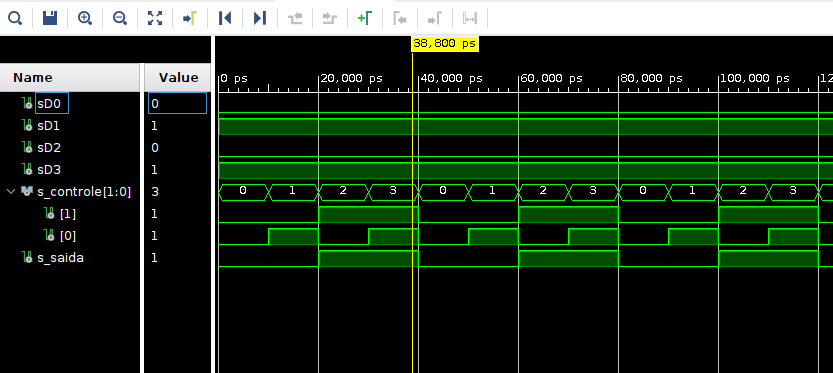 38,800 ps
Name Value
0 ps 20,000 ps 40,000 ps 60,000 ps 80,000 ps 100,000 ps 12
sD0 0
sD1 1
sD2 0
sD3 1
s_controle[1:0] 3 0 1 2 3 0 1 2 3 0 1 2 3
[1] 1
[0] 1
s_saida 1